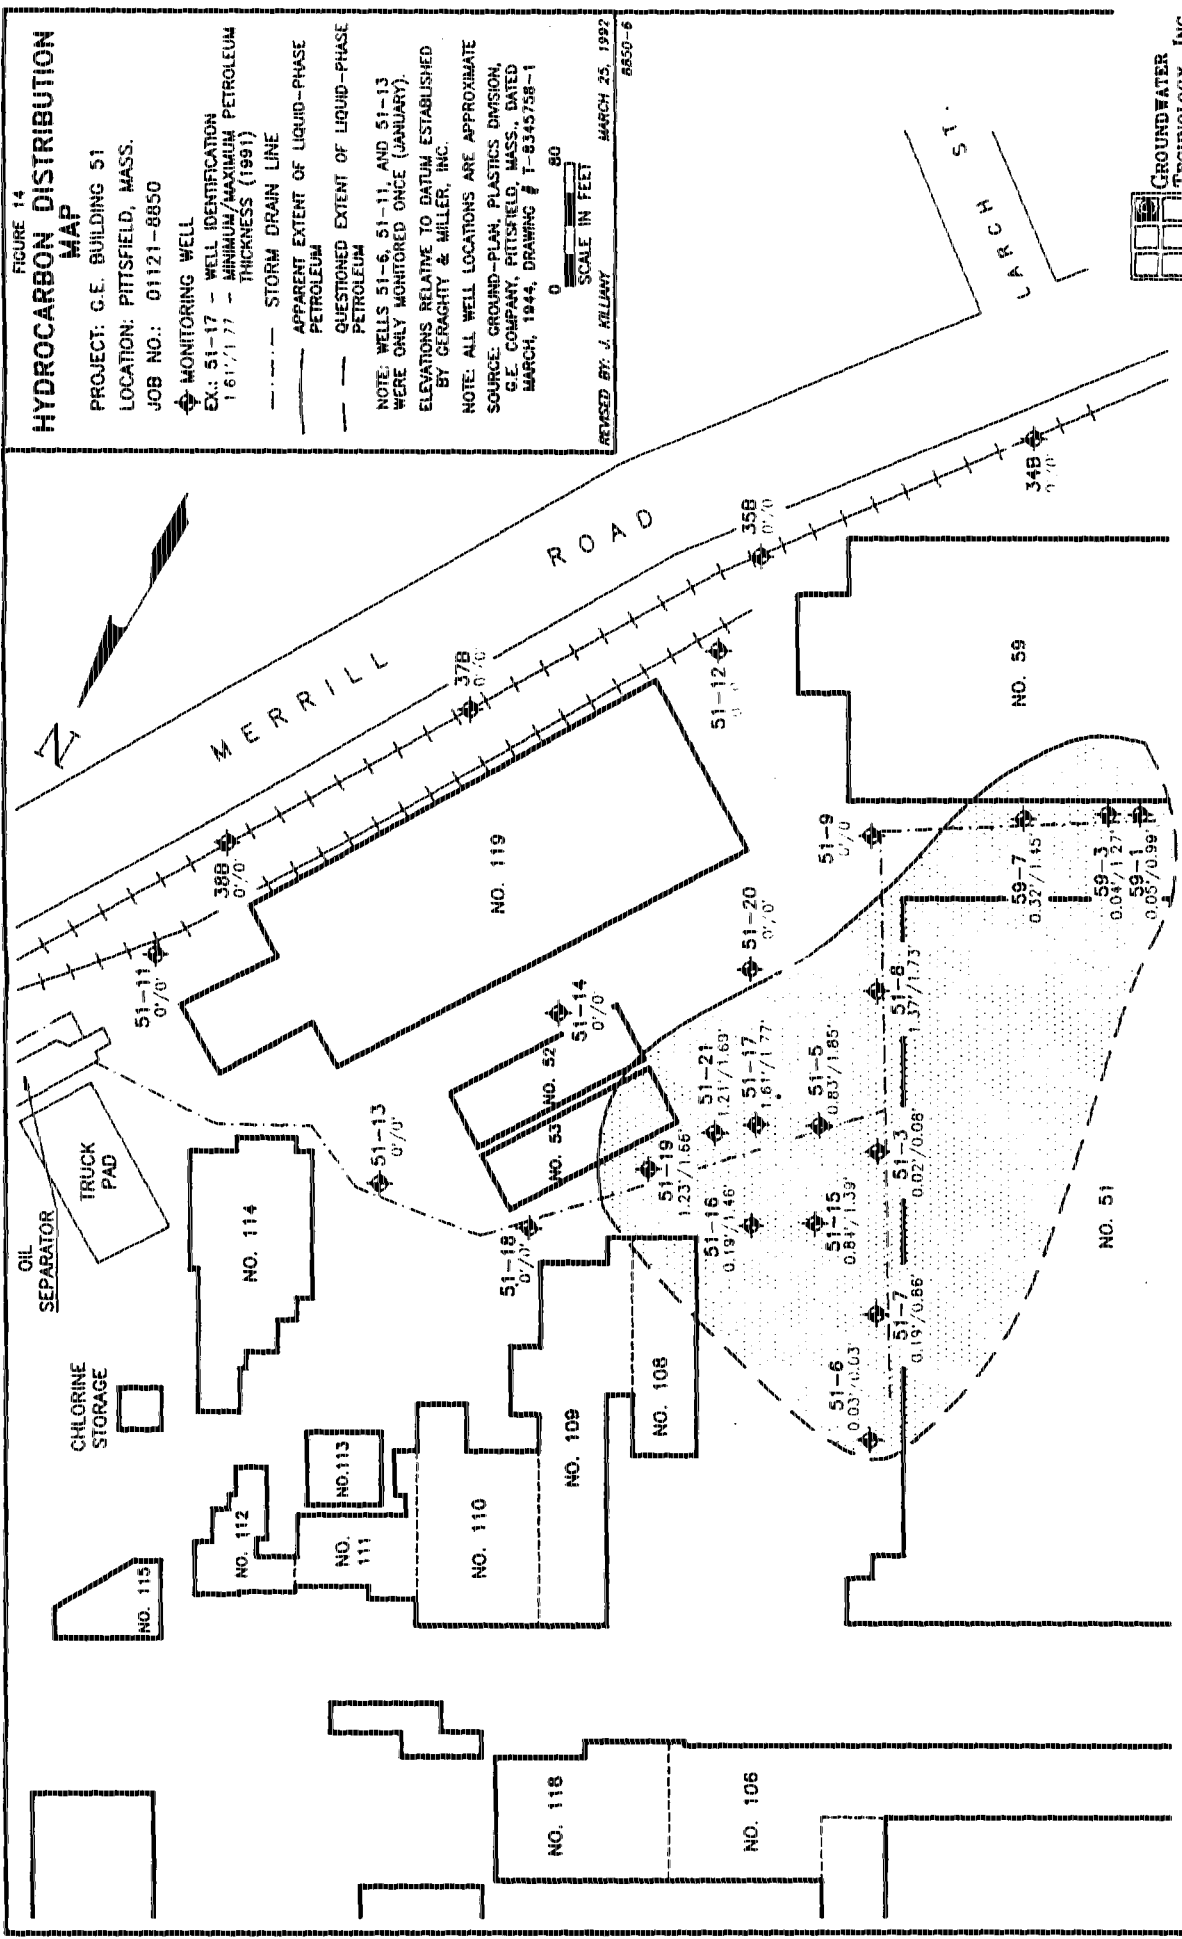 FIGURE 14
HYDROCARBON DISTRIBUTION
MAP
PROJECT: G.E. BUILDING 51
LOCATION: PITTSFIELD, MASS.
JOB NO.: 01121-8850
MONITORING WELL
EX.: 51-17 - WELL IDENTIFICATION
1.61'/1.77 - MINIMUM/MAXIMUM PETROLEUM
THICKNESS (1991)
STORM DRAIN LINE
APPARENT EXTENT OF LIQUID-PHASE
PETROLEUM
QUESTIONED EXTENT OF LIQUID-PHASE
PETROLEUM
NOTE: WELLS 51-6, 51-11, AND 51-13
WERE ONLY MONITORED ONCE (JANUARY).
ELEVATIONS RELATIVE TO DATUM ESTABLISHED
BY GERAGHTY & MILLER, INC.
NOTE: ALL WELL LOCATIONS ARE APPROXIMATE
SOURCE: GROUND-PLAN, PLASTICS DIVISION,
G.E. COMPANY, PITTSFIELD, MASS., DATED
MARCH, 1944, DRAWING # T-8345758-1
0 80
SCALE IN FEET
REVISED BY: J. KILLIANY MARCH 25, 1992
8850-6
GROUNDWATER
TECHNOLOGY, INC.
N
MERRILL ROAD
LARCH ST
OIL
SEPARATOR
TRUCK
PAD
CHLORINE
STORAGE
NO. 115
NO. 114
NO. 112
NO.113
NO.
111
NO. 110
NO. 109
NO. 108
NO. 118
NO. 106
NO. 119
NO. 52
NO. 53
NO. 59
NO. 51
51-11
0'/0'
38B
0'/0'
37B
0'/0'
35B
0'/0
34B
51-12
51-13
0'/0'
51-14
0'/0
51-18
0'/0'
51-20
0'/0'
51-9
0'/0
51-19
1.23'/1.66'
51-21
1.21'/1.69'
51-17
1.61'/1.77'
51-16
0.19'/1.46'
51-5
0.83'/1.85'
51-15
0.81'/1.39'
51-8
1.37'/1.73'
51-3
0.02'/0.08'
51-7
0.19'/0.86'
51-6
0.03'/0.03'
59-7
0.32'/1.45'
59-3
0.04'/1.27'
59-1
0.05'/0.99'